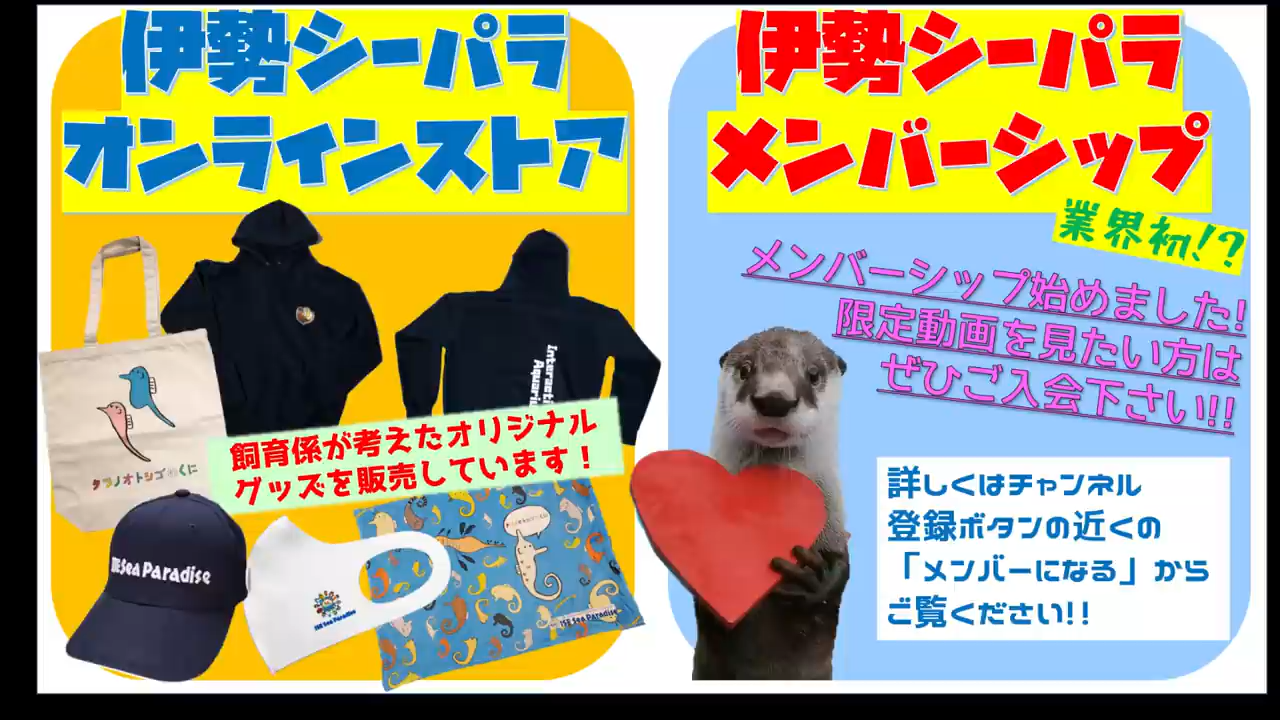 伊勢シーパラ
オンラインストア
Interacti
Aquariu
タツノオトシゴのくに
飼育係が考えたオリジナル
グッズを販売しています！
ISE Sea Paradise
ISE Sea Paradise
ISE Sea Paradise
伊勢シーパラ
メンバーシップ
業界初!?
メンバーシップ始めました!
限定動画を見たい方は
ぜひご入会下さい!!
詳しくはチャンネル
登録ボタンの近くの
「メンバーになる」から
ご覧ください!!